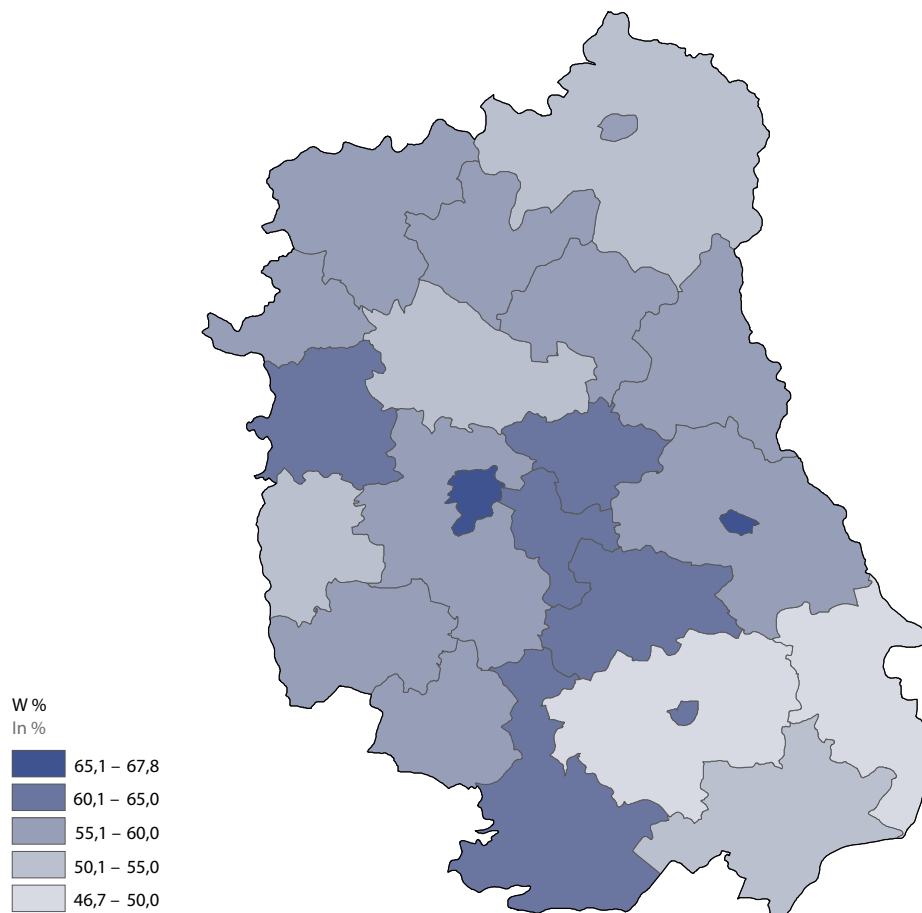 W %
In %
65,1 – 67,8
60,1 – 65,0
55,1 – 60,0
50,1 – 55,0
46,7 – 50,0